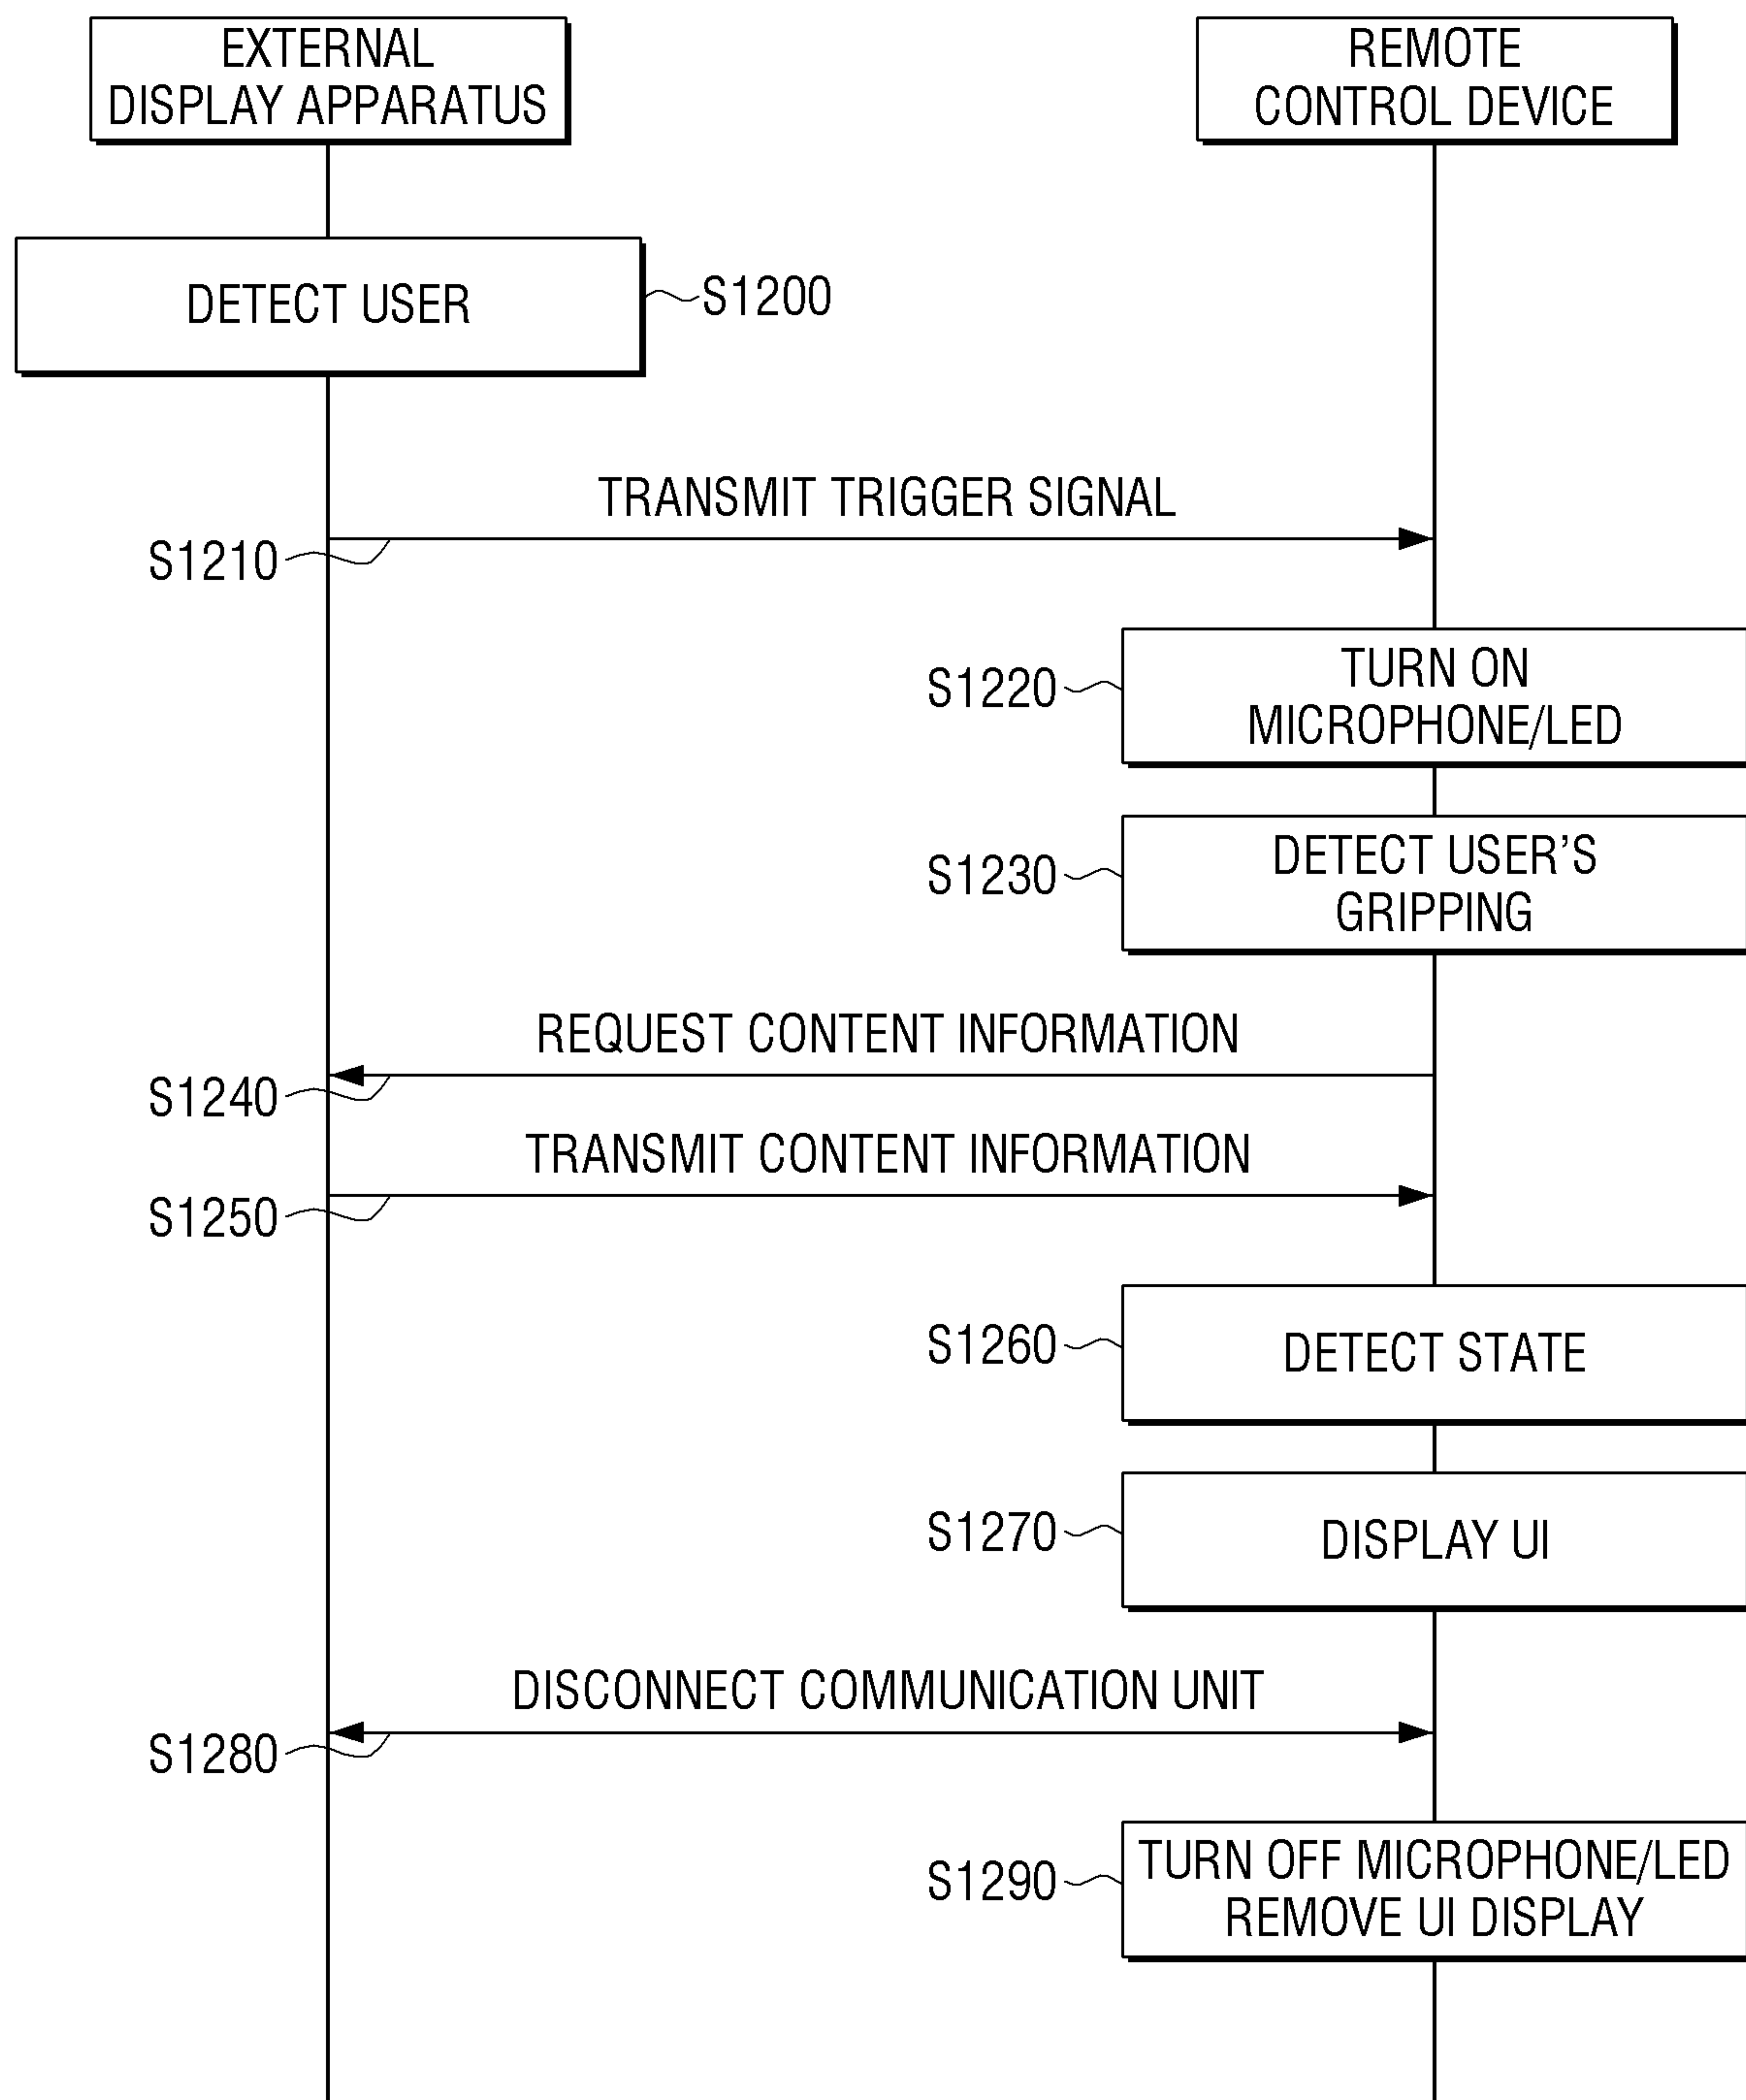 EXTERNAL
DISPLAY APPARATUS
REMOTE
CONTROL DEVICE
DETECT USER
S1200
TRANSMIT TRIGGER SIGNAL
S1210
S1220
TURN ON
MICROPHONE/LED
S1230
DETECT USER’S
GRIPPING
REQUEST CONTENT INFORMATION
S1240
TRANSMIT CONTENT INFORMATION
S1250
S1260
DETECT STATE
S1270
DISPLAY UI
DISCONNECT COMMUNICATION UNIT
S1280
S1290
TURN OFF MICROPHONE/LED
REMOVE UI DISPLAY